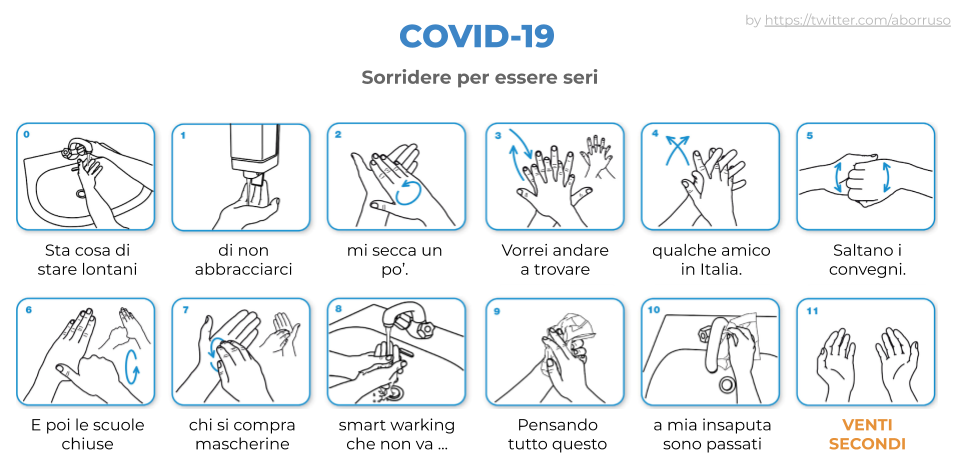 by https://twitter.com/aborruso
COVID-19
Sorridere per essere seri
0
1
2
3
4
5
Sta cosa di
stare lontani
di non
abbracciarci
mi secca un
po’.
Vorrei andare
a trovare
qualche amico
in Italia.
Saltano i
convegni.
6
7
8
9
10
11
E poi le scuole
chiuse
chi si compra
mascherine
smart warking
che non va ...
Pensando
tutto questo
a mia insaputa
sono passati
VENTI
SECONDI